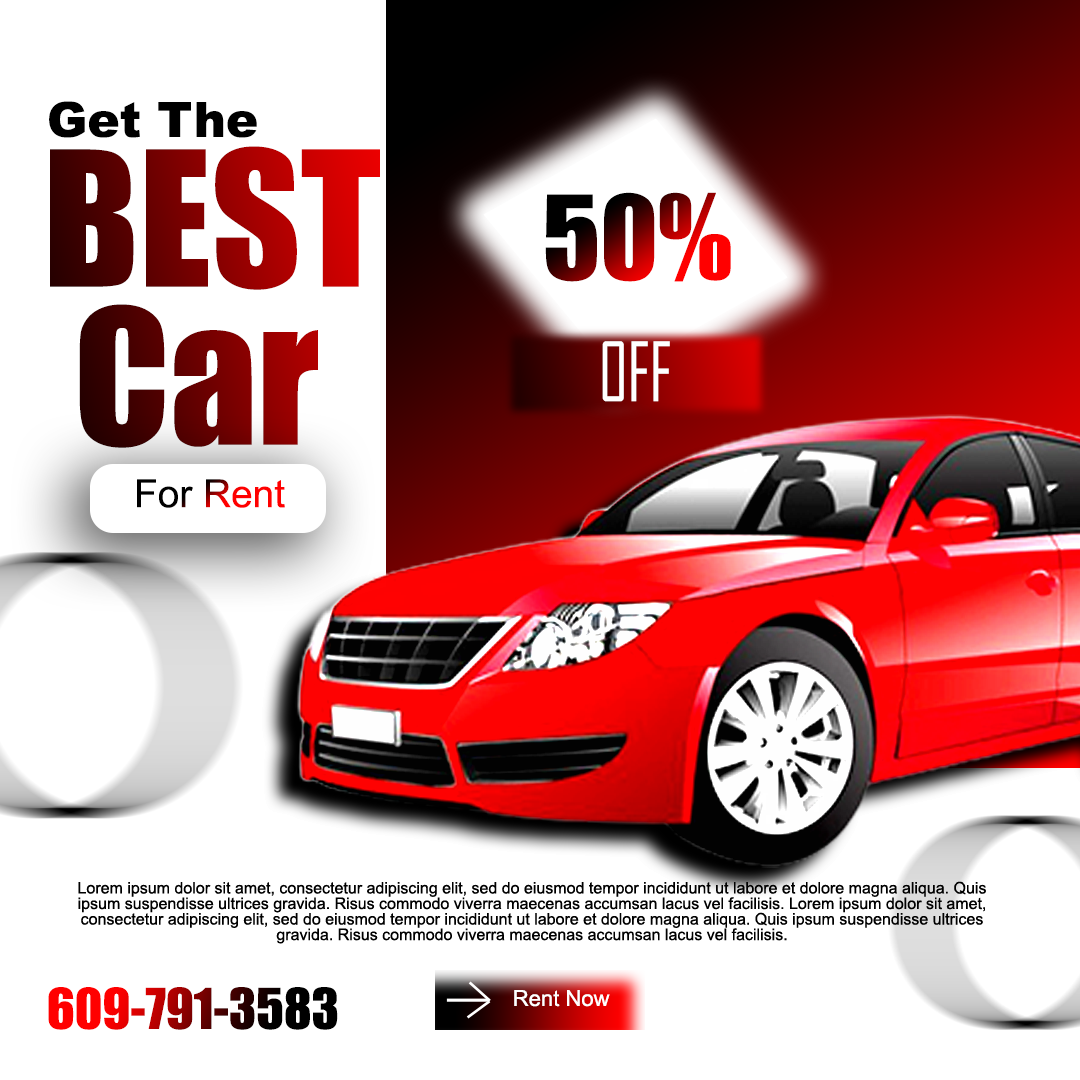 Get The
BEST
Car
For Rent
50%
OFF
Lorem ipsum dolor sit amet, consectetur adipiscing elit, sed do eiusmod tempor incididunt ut labore et dolore magna aliqua. Quis
ipsum suspendisse ultrices gravida. Risus commodo viverra maecenas accumsan lacus vel facilisis. Lorem ipsum dolor sit amet,
consectetur adipiscing elit, sed do eiusmod tempor incididunt ut labore et dolore magna aliqua. Quis ipsum suspendisse ultrices
gravida. Risus commodo viverra maecenas accumsan lacus vel facilisis.
609-791-3583
Rent Now